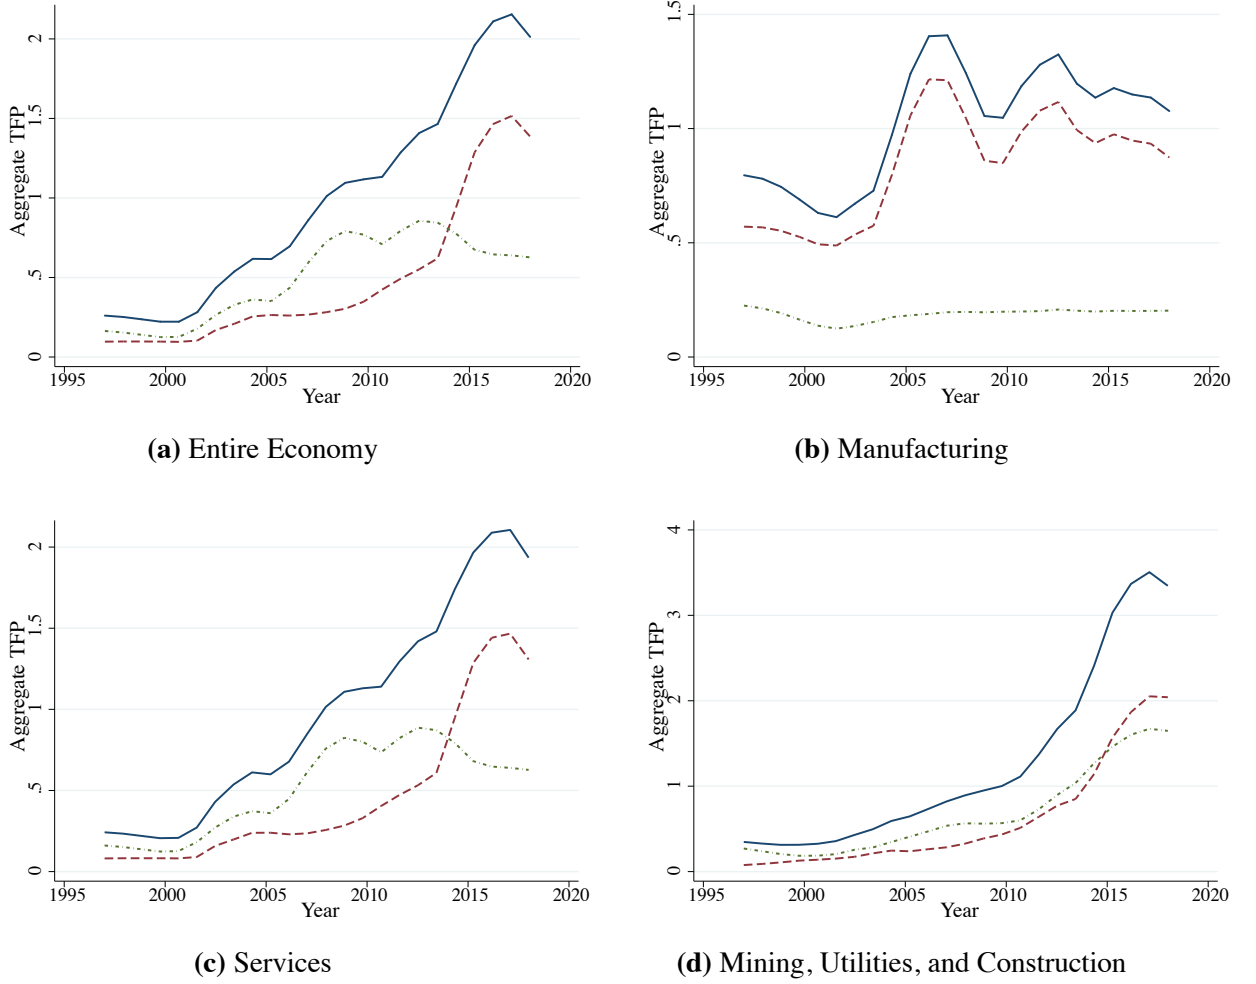 Aggregate TFP
0 .5 1 1.5 2
1995 2000 2005 2010 2015 2020
Year
(a) Entire Economy
Aggregate TFP
0 .5 1 1.5
1995 2000 2005 2010 2015 2020
Year
(b) Manufacturing
Aggregate TFP
0 .5 1 1.5 2
1995 2000 2005 2010 2015 2020
Year
(c) Services
Aggregate TFP
0 1 2 3 4
1995 2000 2005 2010 2015 2020
Year
(d) Mining, Utilities, and Construction